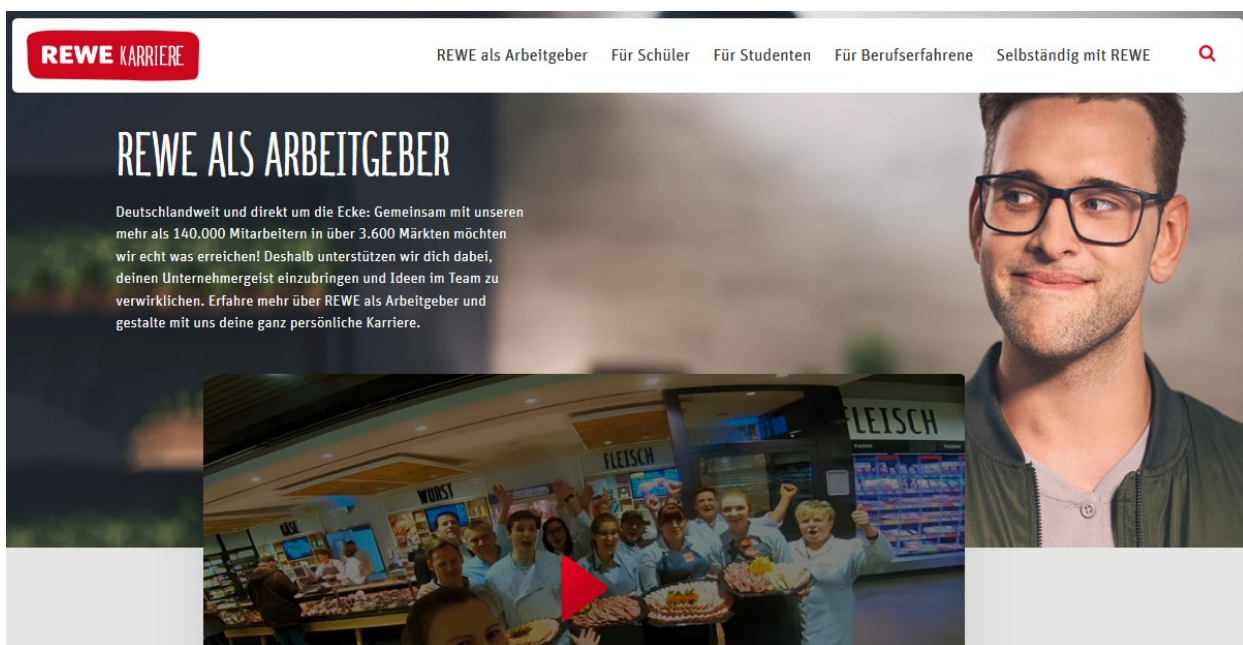 REWE KARRIERE
REWE als Arbeitgeber Für Schüler Für Studenten Für Berufserfahrene Selbständig mit REWE
REWE ALS ARBEITGEBER
Deutschlandweit und direkt um die Ecke: Gemeinsam mit unseren
mehr als 140.000 Mitarbeitern in über 3.600 Märkten möchten
wir echt was erreichen! Deshalb unterstützen wir dich dabei,
deinen Unternehmergeist einzubringen und Ideen im Team zu
verwirklichen. Erfahre mehr über REWE als Arbeitgeber und
gestalte mit uns deine ganz persönliche Karriere.
FLEISCH
FLEISCH
WURST
KÄSE